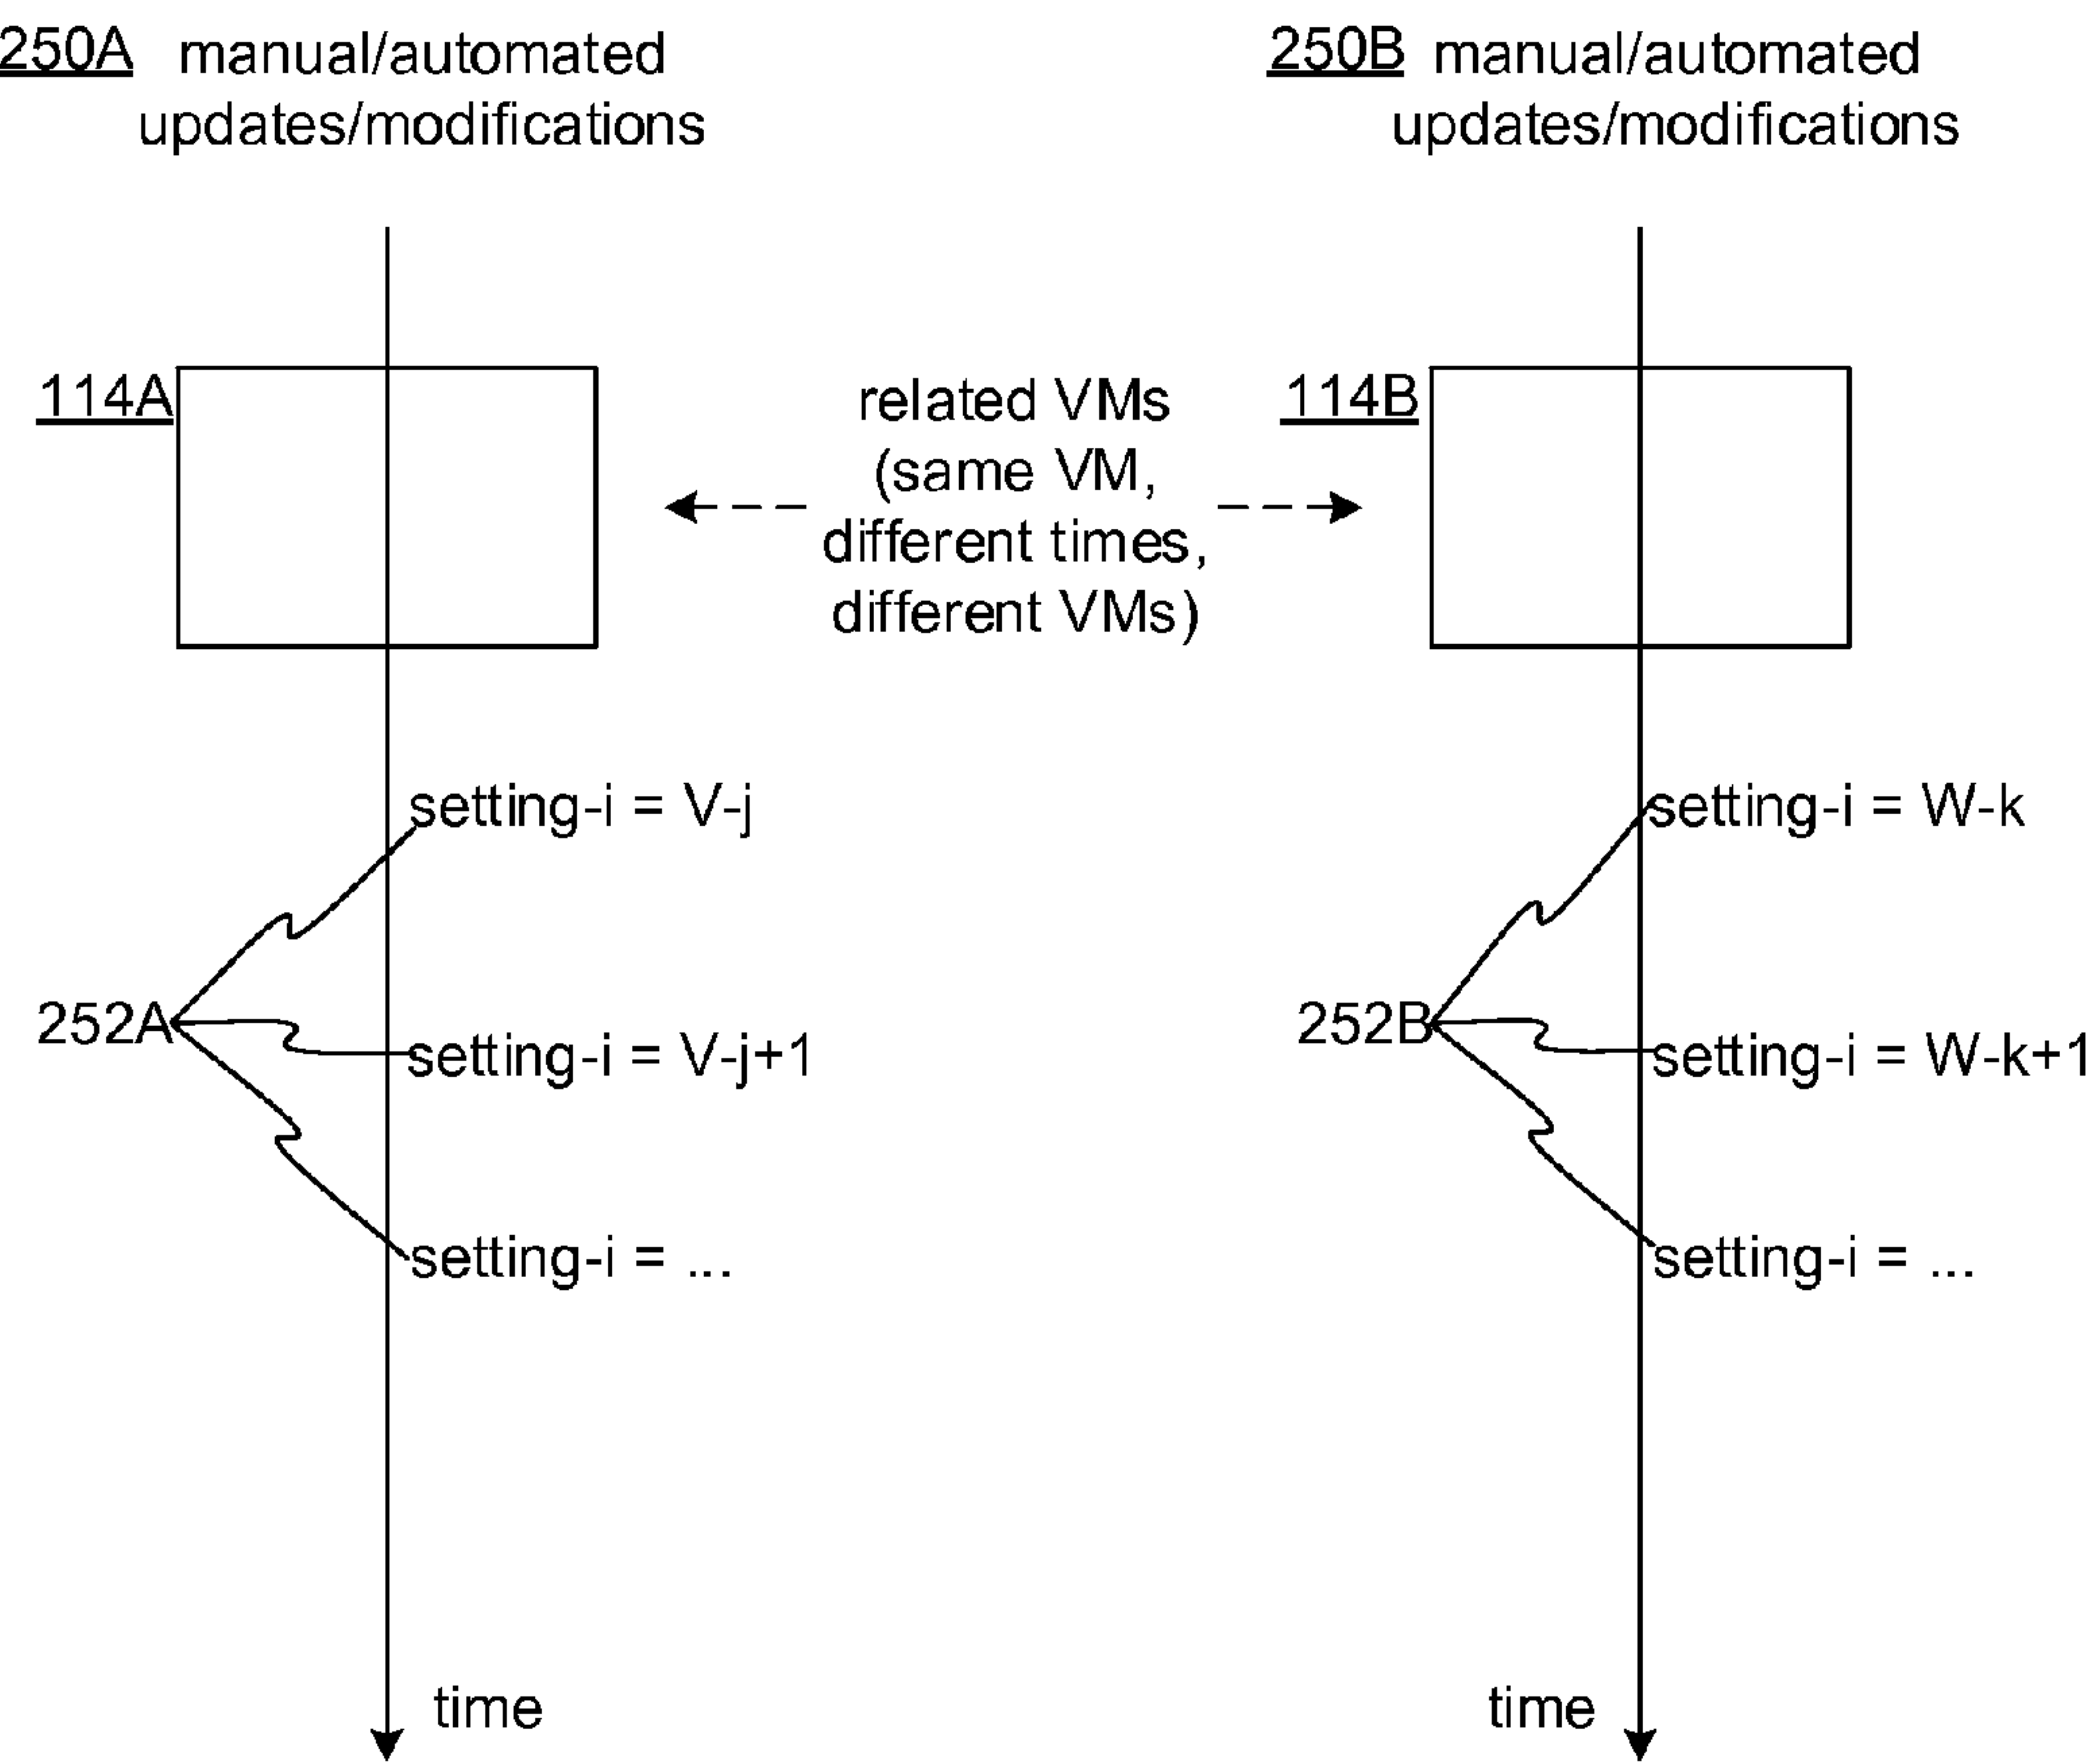 250A manual/automated
updates/modifications
250B manual/automated
updates/modifications
114A
related VMs
(same VM,
different times,
different VMs)
114B
setting-i = V-j
252A
setting-i = V-j+1
setting-i = ...
setting-i = W-k
252B
setting-i = W-k+1
setting-i = ...
time
time